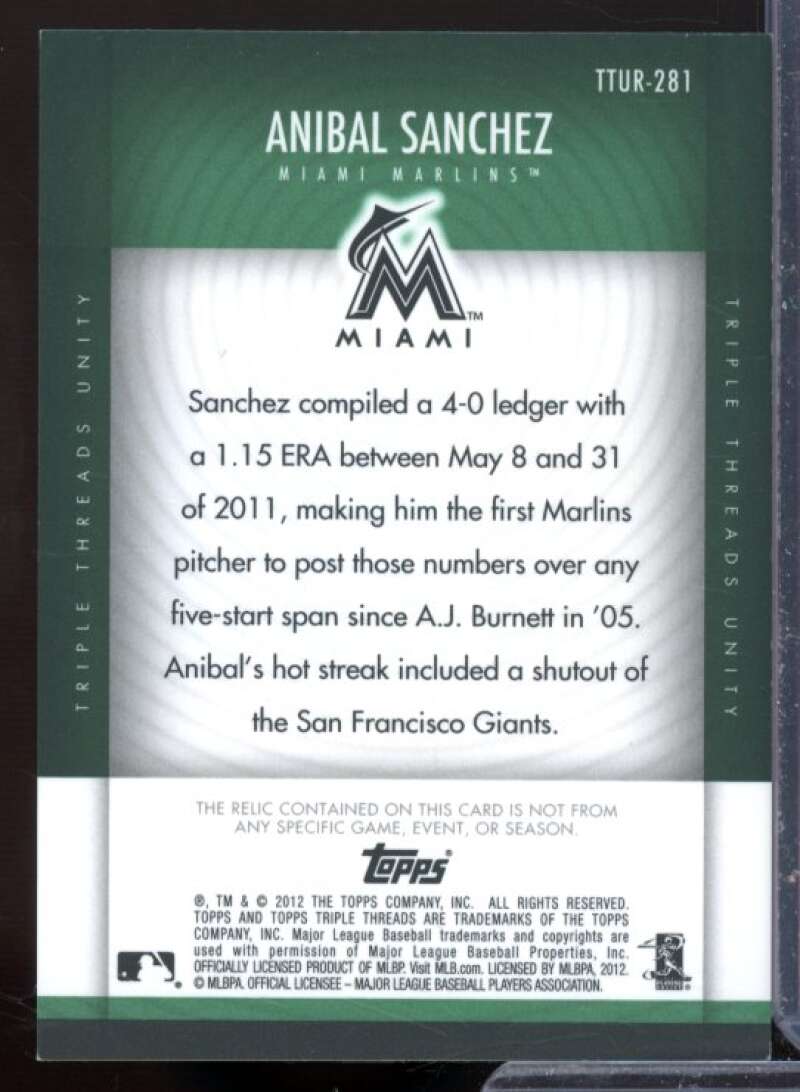 TTUR-281
ANIBAL SANCHEZ
MIAMI MARLINS™
M™
MIAMI
TRIPLE THREADS UNITY
TRIPLE THREADS UNITY
Sanchez compiled a 4-0 ledger with
a 1.15 ERA between May 8 and 31
of 2011, making him the first Marlins
pitcher to post those numbers over any
five-start span since A.J. Burnett in '05.
Anibal's hot streak included a shutout of
the San Francisco Giants.
THE RELIC CONTAINED ON THIS CARD IS NOT FROM
ANY SPECIFIC GAME, EVENT, OR SEASON.
topps®
®, TM & © 2012 THE TOPPS COMPANY, INC. ALL RIGHTS RESERVED.
TOPPS AND TOPPS TRIPLE THREADS ARE TRADEMARKS OF THE TOPPS
COMPANY, INC. Major League Baseball trademarks and copyrights are
used with permission of Major League Baseball Properties, Inc.
OFFICIALLY LICENSED PRODUCT OF MLBP. Visit MLB.com. LICENSED BY MLBPA, 2012.
© MLBPA. OFFICIAL LICENSEE – MAJOR LEAGUE BASEBALL PLAYERS ASSOCIATION.